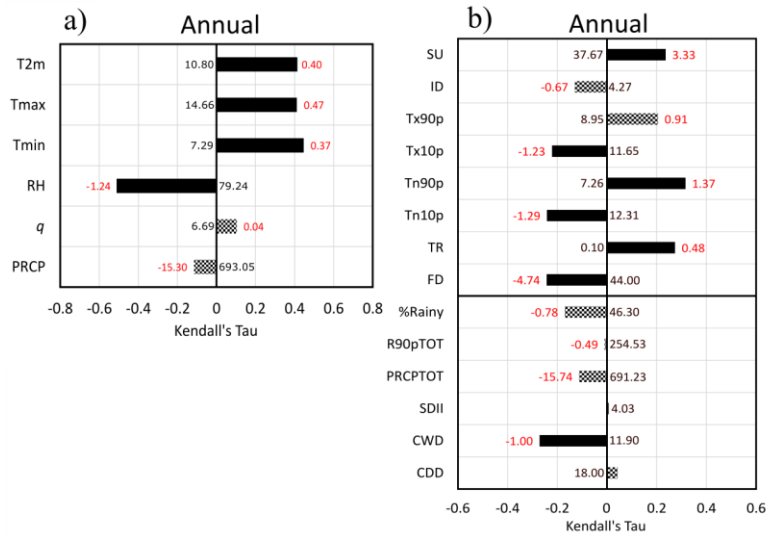 a)
Annual
T2m 10.80 0.40
Tmax 14.66 0.47
Tmin 7.29 0.37
RH -1.24 79.24
q 6.69 0.04
PRCP -15.30 693.05
-0.8 -0.6 -0.4 -0.2 0 0.2 0.4 0.6 0.8
Kendall's Tau
b)
Annual
SU 37.67 3.33
ID -0.67 4.27
Tx90p 8.95 0.91
Tx10p -1.23 11.65
Tn90p 7.26 1.37
Tn10p -1.29 12.31
TR 0.10 0.48
FD -4.74 44.00
%Rainy -0.78 46.30
R90pTOT -0.49 254.53
PRCPTOT -15.74 691.23
SDII 4.03
CWD -1.00 11.90
CDD 18.00
-0.6 -0.4 -0.2 0 0.2 0.4 0.6
Kendall's Tau